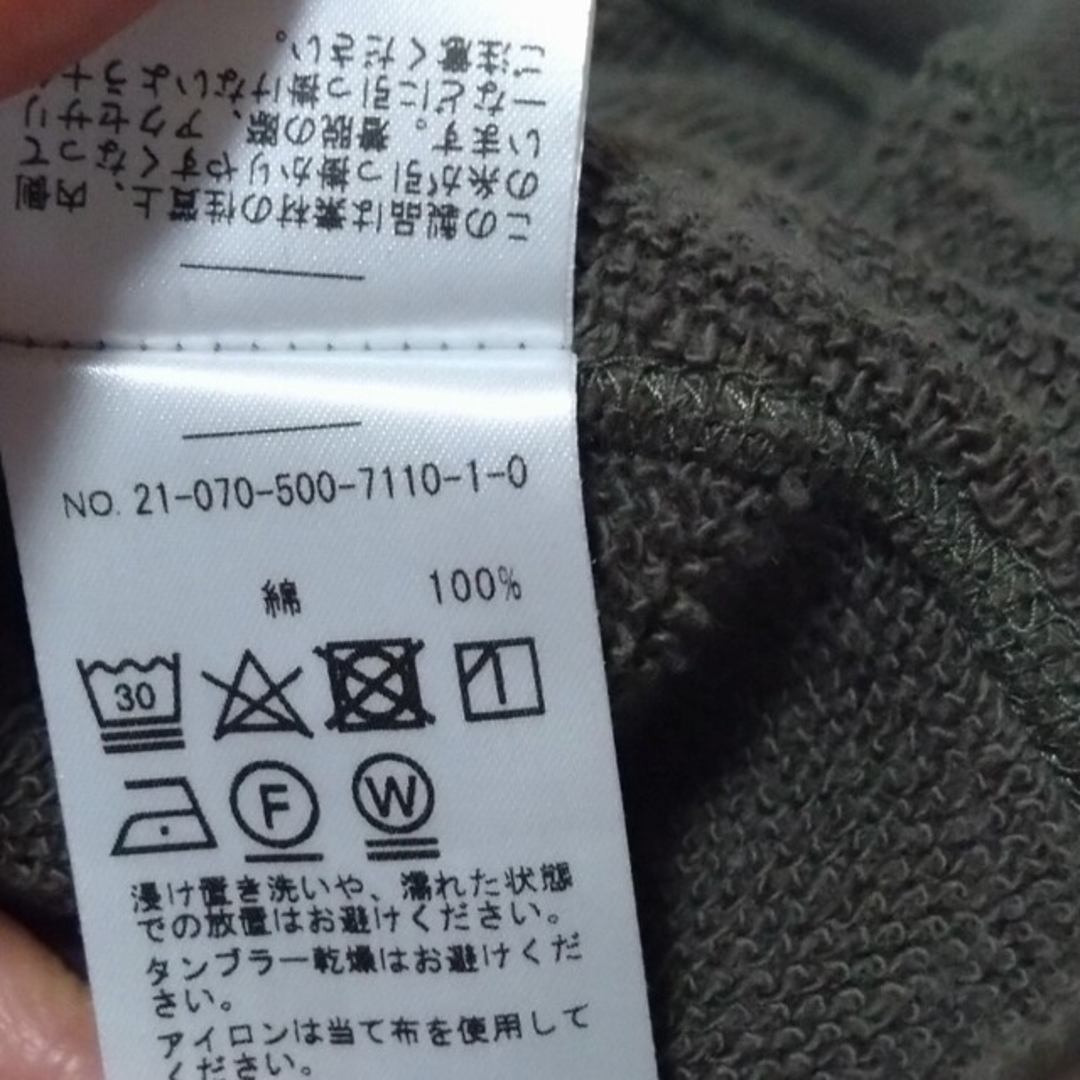 この製品は素材の性質上、内側
の糸が引っ掛かりやすくなって
います。着脱の際、アクセサリ
ーなどに引っ掛けないよう
ご注意ください。
NO. 21-070-500-7110-1-0
綿 100%
30
F W
浸け置き洗いや、濡れた状態
での放置はお避けください。
タンブラー乾燥はお避けくだ
さい。
アイロンは当て布を使用して
ください。